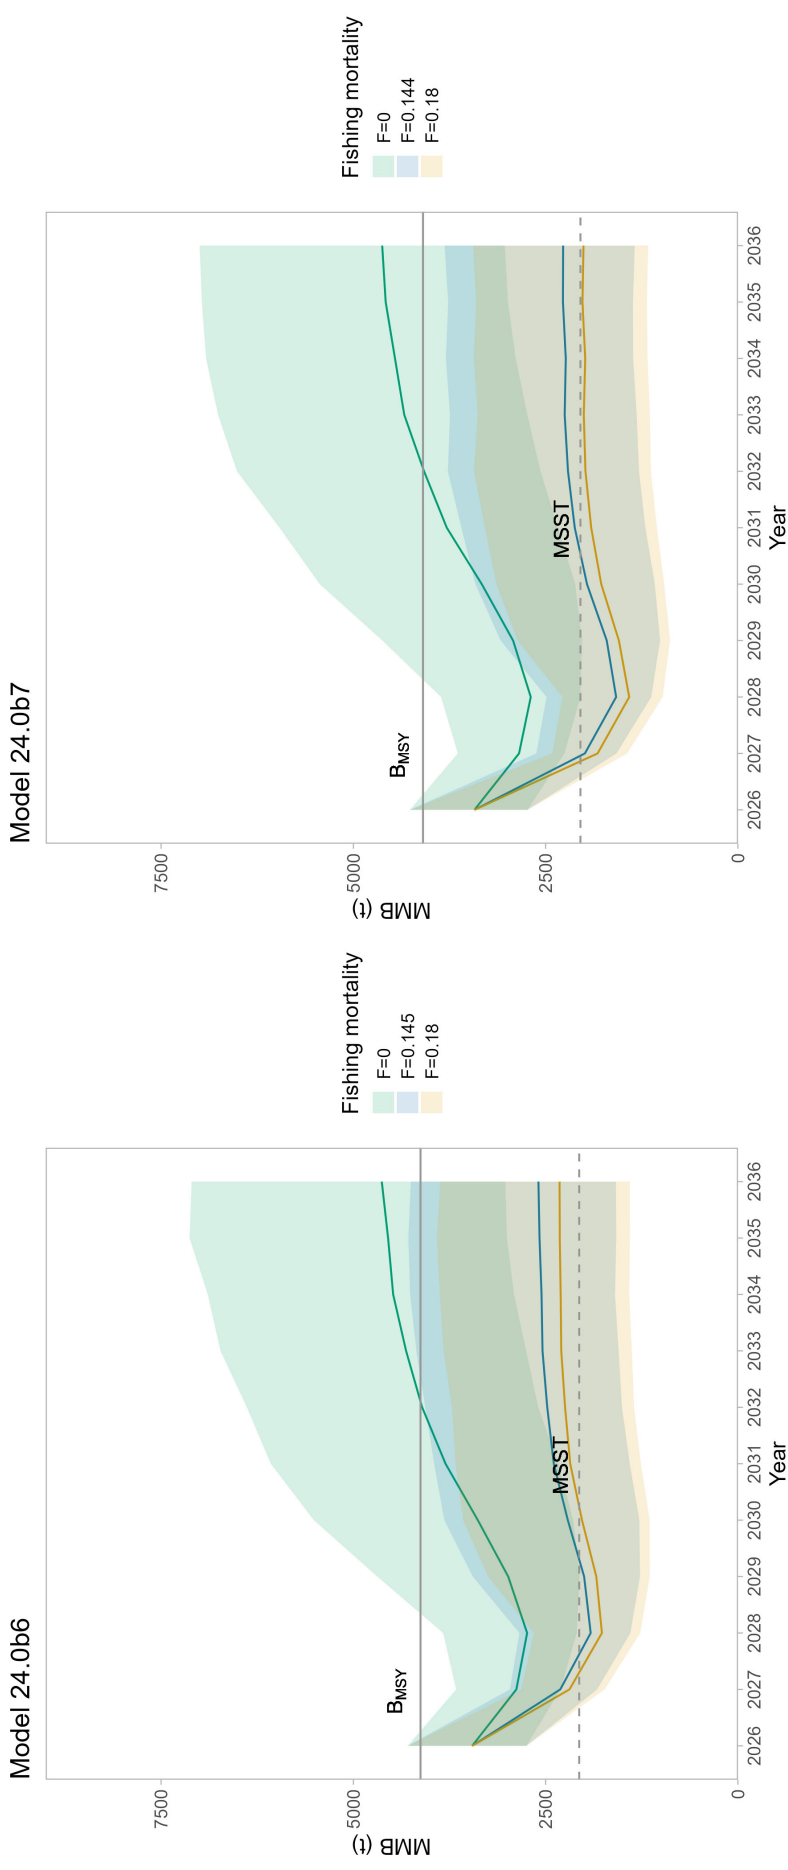 Model 24.0b6
MMB (t)
7500
5000
2500
0
BMSY
MSST
2026
2027
2028
2029
2030
2031
2032
2033
2034
2035
2036
Year
Fishing mortality
F=0
F=0.145
F=0.18
Model 24.0b7
MMB (t)
7500
5000
2500
0
BMSY
MSST
2026
2027
2028
2029
2030
2031
2032
2033
2034
2035
2036
Year
Fishing mortality
F=0
F=0.144
F=0.18